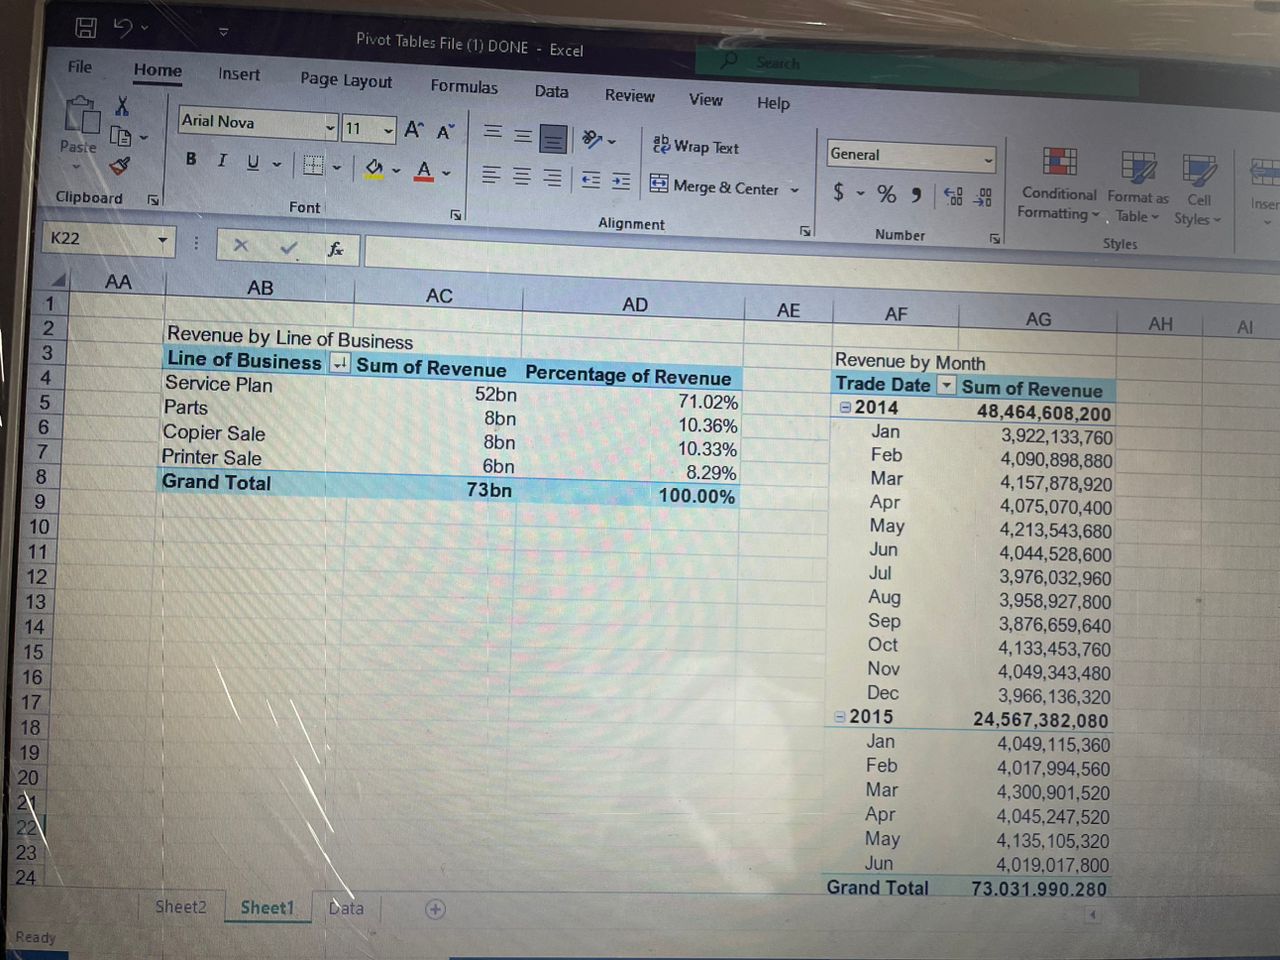 Pivot Tables File (1) DONE - Excel
Search
File Home Insert Page Layout Formulas Data Review View Help
Arial Nova 11
Paste
B I U
ab Wrap Text
Merge & Center
General
$ % 9
Conditional Formatting
Format as Table
Cell Styles
Clipboard Font Alignment Number Styles
K22
fx
AA AB AC AD AE AF AG AH AI
1
2
3
4
5
6
7
8
9
10
11
12
13
14
15
16
17
18
19
20
21
22
23
24
Revenue by Line of Business
Line of Business Sum of Revenue Percentage of Revenue
Service Plan 52bn 71.02%
Parts 8bn 10.36%
Copier Sale 8bn 10.33%
Printer Sale 6bn 8.29%
Grand Total 73bn 100.00%
Revenue by Month
Trade Date Sum of Revenue
2014 48,464,608,200
Jan 3,922,133,760
Feb 4,090,898,880
Mar 4,157,878,920
Apr 4,075,070,400
May 4,213,543,680
Jun 4,044,528,600
Jul 3,976,032,960
Aug 3,958,927,800
Sep 3,876,659,640
Oct 4,133,453,760
Nov 4,049,343,480
Dec 3,966,136,320
2015 24,567,382,080
Jan 4,049,115,360
Feb 4,017,994,560
Mar 4,300,901,520
Apr 4,045,247,520
May 4,135,105,320
Jun 4,019,017,800
Grand Total 73.031.990.280
Sheet2 Sheet1 Data
Ready